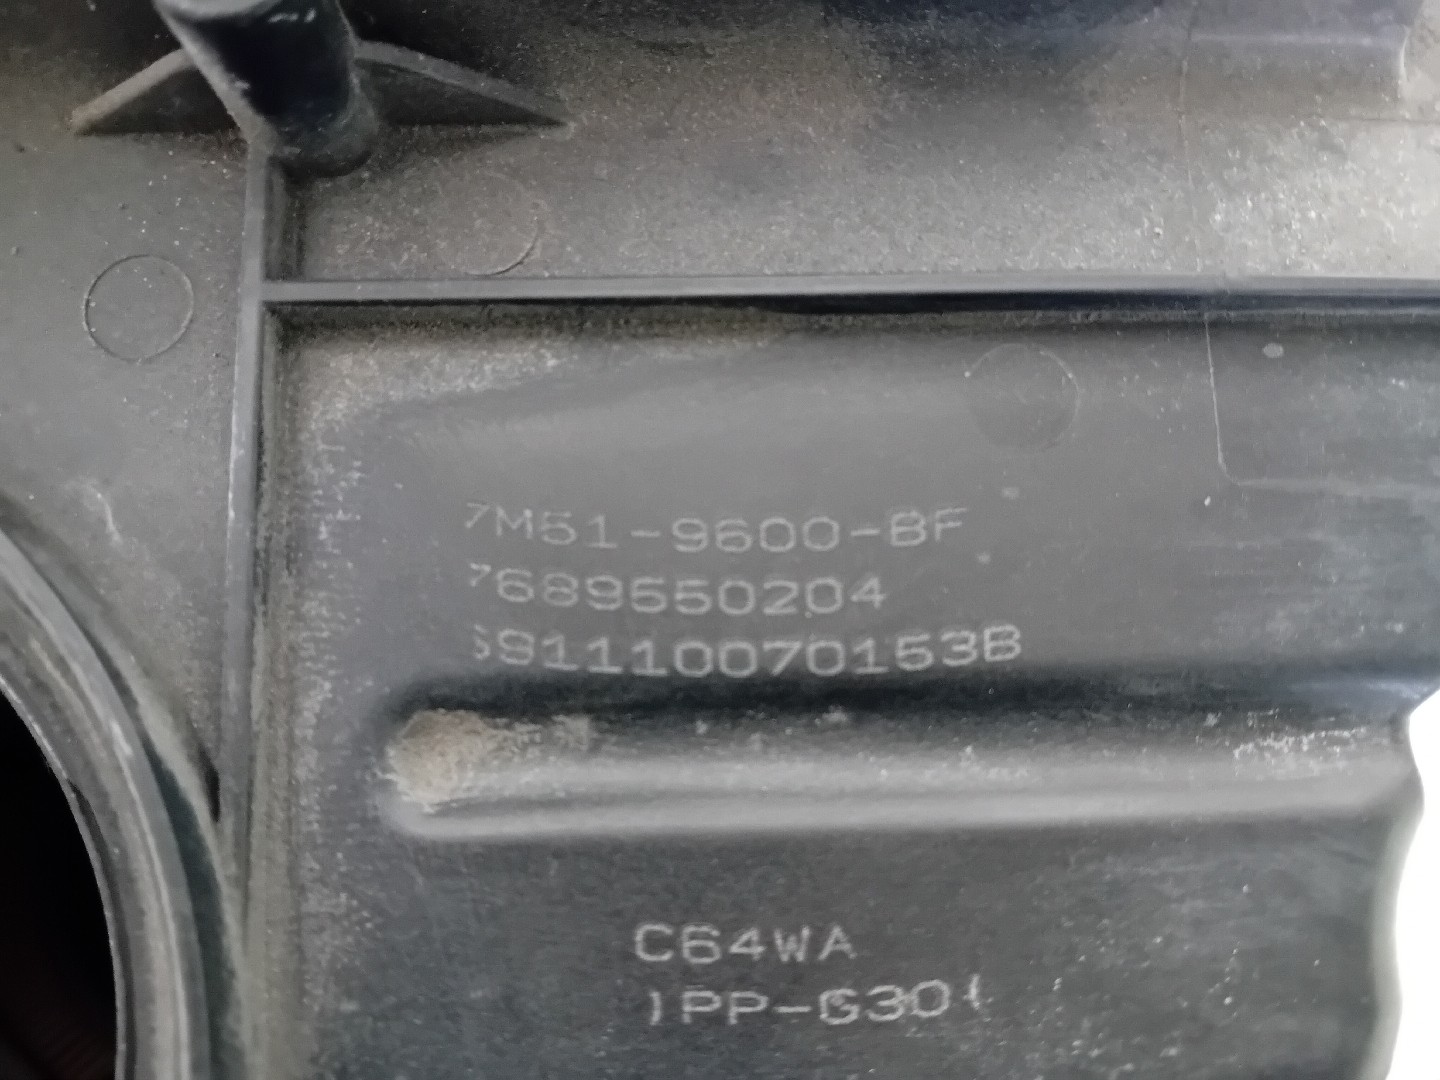 7M51-9600-BF
7689550204
S91110070153B
C64WA
)PP-G30(